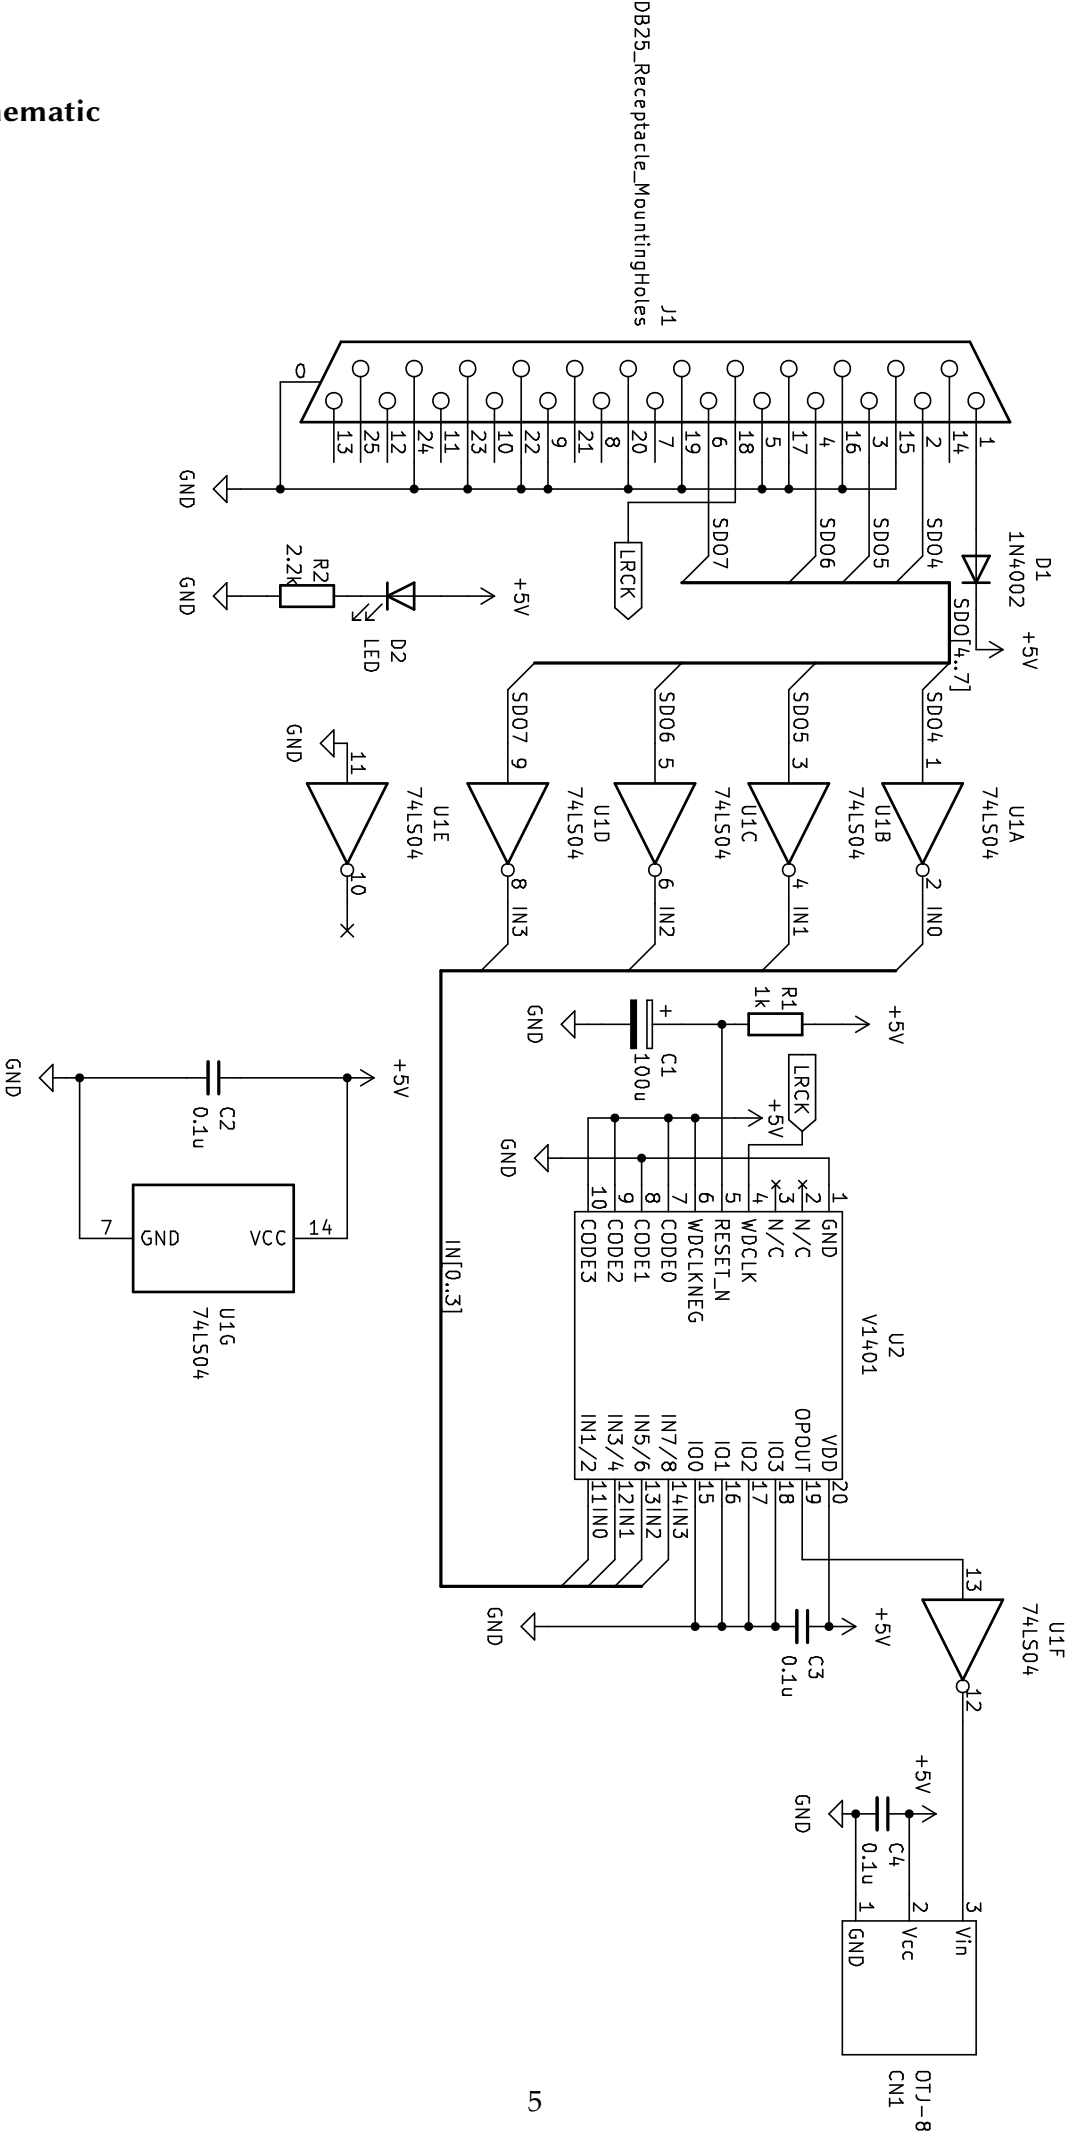 ematic
DB25_Receptacle_MountingHoles
J1
0
13
25
12
24
11
23
10
22
9
21
8
20
7
19
6
18
5
17
4
16
3
15
2
14
1
GND
SDO7
SDO6
SDO5
SDO4
LRCK
D1
1N4002
+5V
SDO[4..7]
R2
2.2k
GND
D2
LED
+5V
SDO4
1
U1A
74LS04
2
IN0
SDO5
3
U1B
74LS04
4
IN1
SDO6
5
U1C
74LS04
6
IN2
SDO7
9
U1D
74LS04
8
IN3
GND
11
U1E
74LS04
10
R1
1k
+5V
C1
100u
+
GND
LRCK
+5V
GND
IN[0..3]
U2
V1401
1
GND
2
N/C
3
N/C
4
WDCLK
5
RESET_N
6
WDCLKNEG
7
CODE0
8
CODE1
9
CODE2
10
CODE3
VDD
20
OPOUT
19
IO3
18
IO2
17
IO1
16
IO0
15
IN7/8
14
IN3
IN5/6
13
IN2
IN3/4
12
IN1
IN1/2
11
IN0
C3
0.1u
+5V
GND
+5V
C2
0.1u
GND
7
GND
VCC
14
U1G
74LS04
13
U1F
74LS04
12
+5V
C4
0.1u
GND
3
Vin
2
Vcc
1
GND
OTJ-8
CN1
5